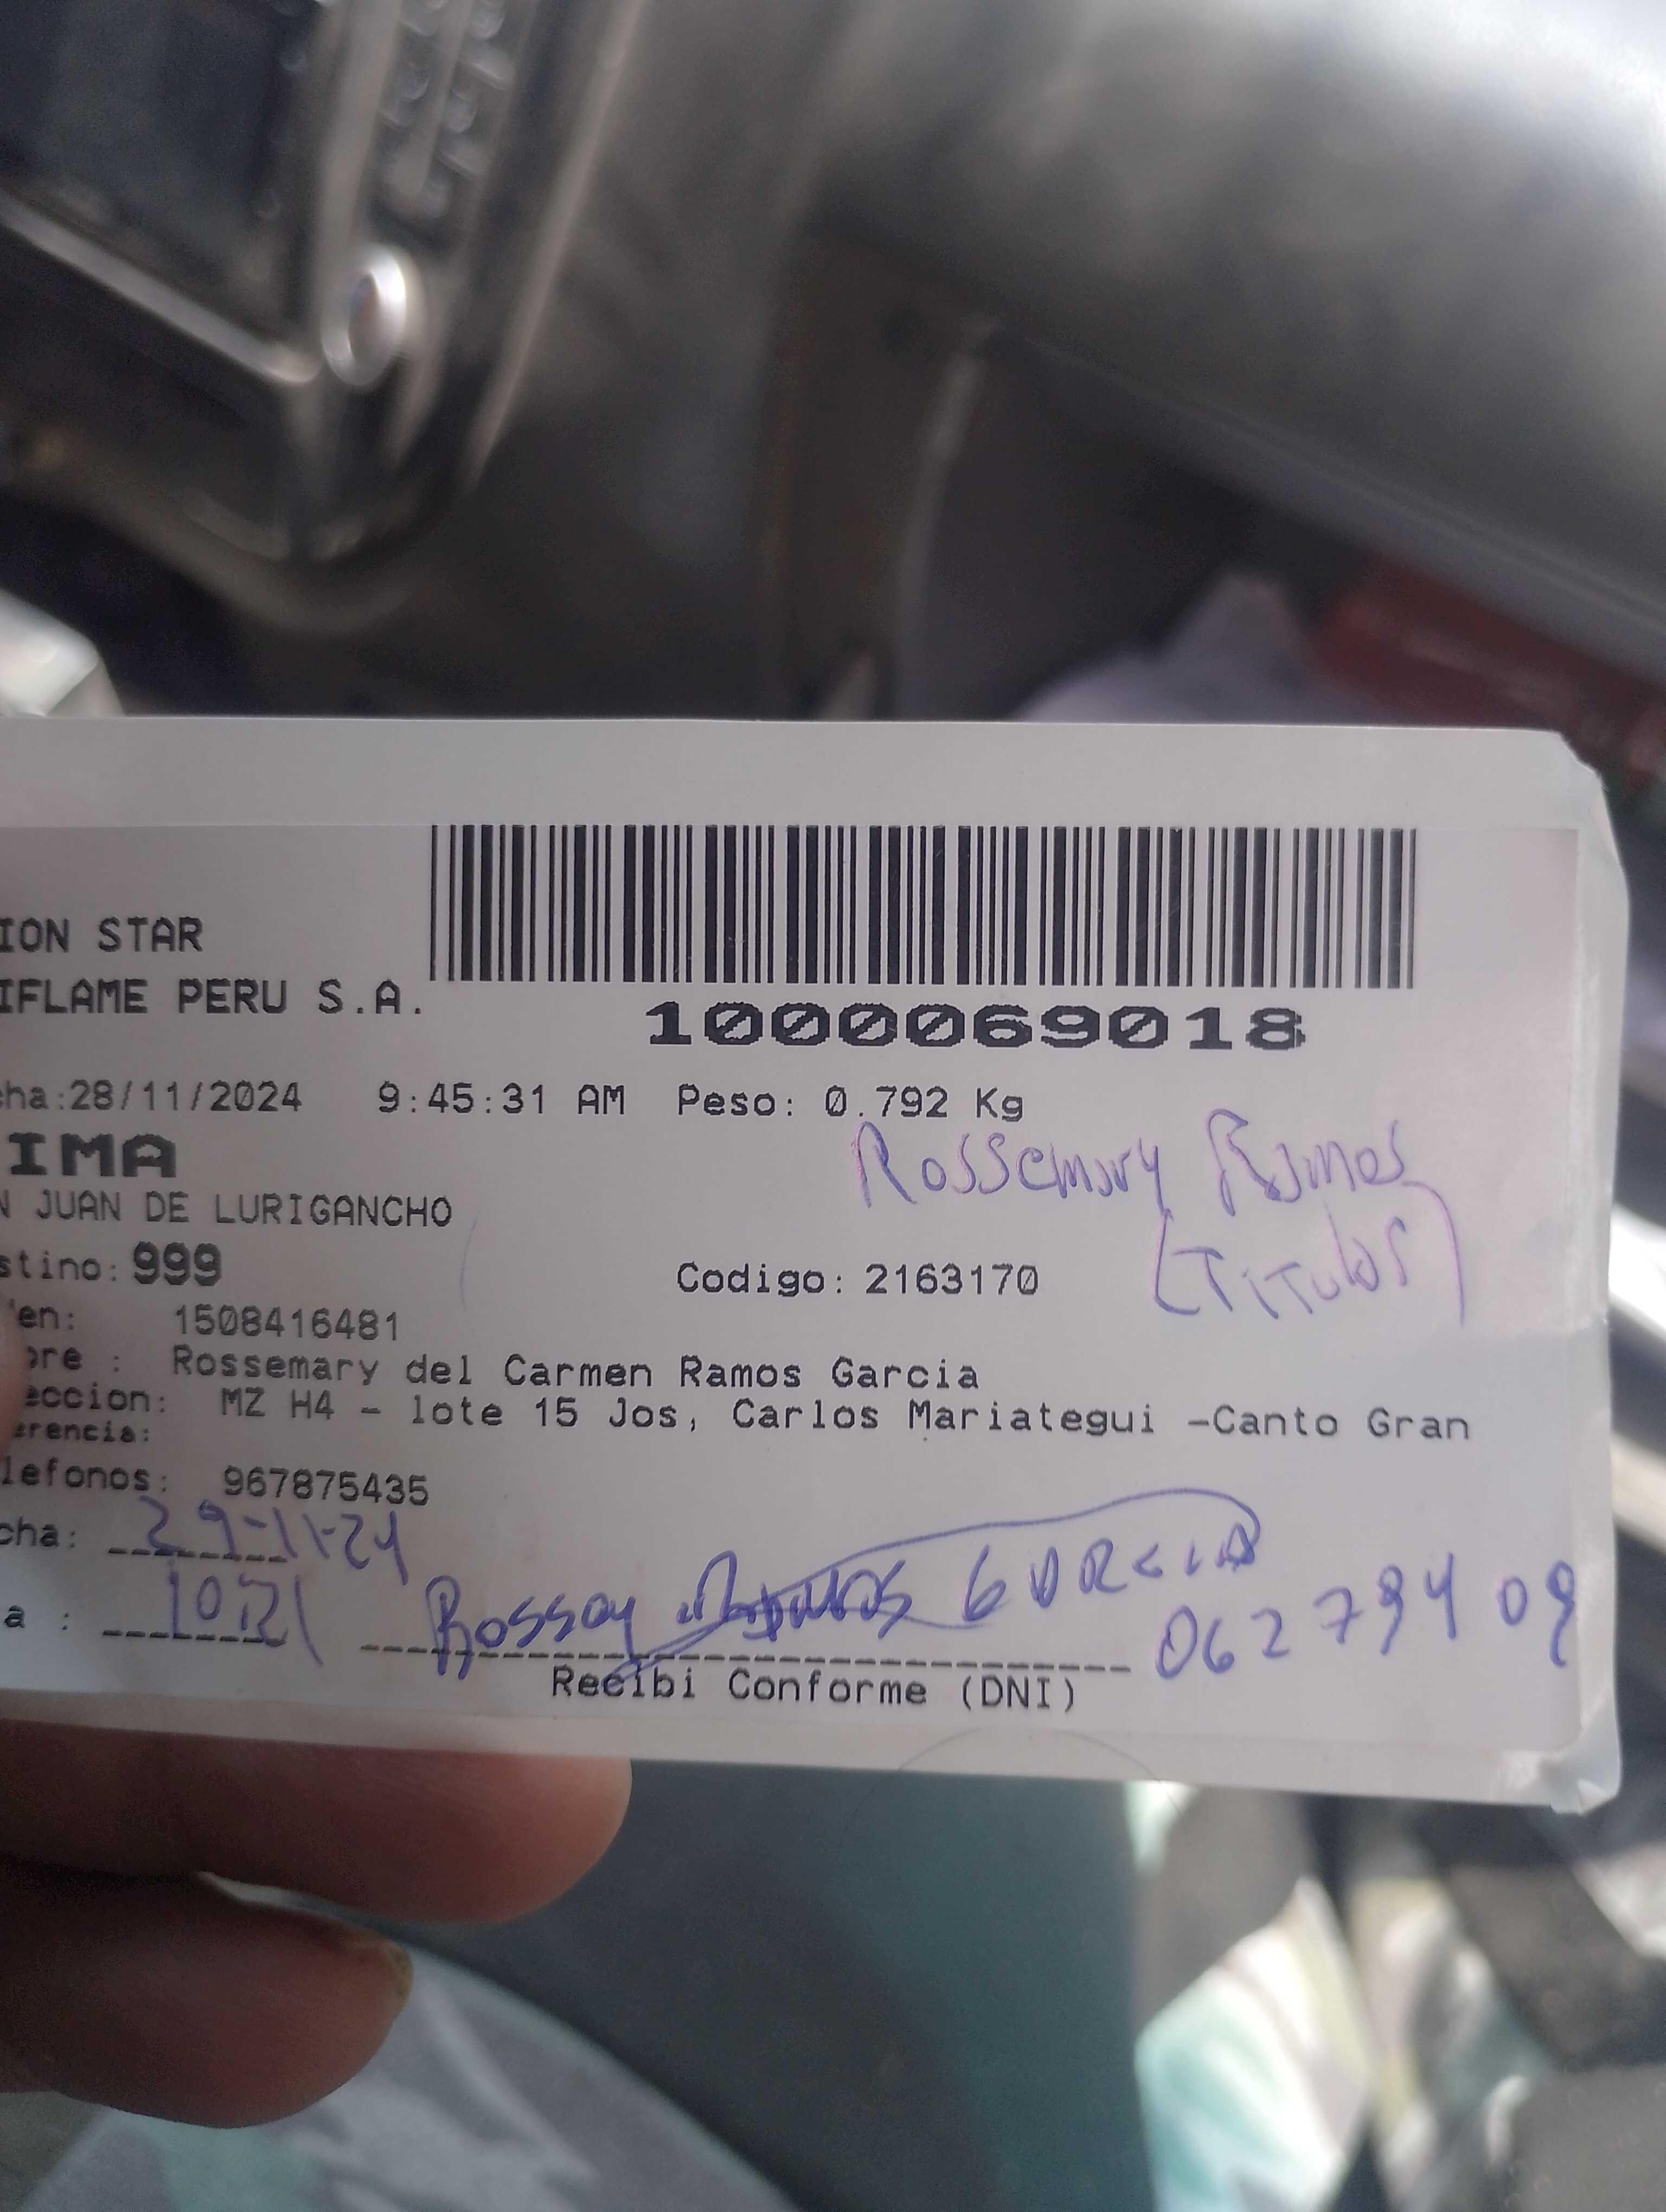 ION STAR
IFLAME PERU S.A.
1000069018
cha:28/11/2024 9:45:31 AM Peso: 0.792 Kg
IMA
Rossemary Ramos
N JUAN DE LURIGANCHO
(Titulos)
stino: 999 Codigo: 2163170
en: 1508416481
bre : Rossemary del Carmen Ramos Garcia
eccion: MZ H4 - lote 15 Jos, Carlos Mariategui -Canto Gran
erencia:
lefonos: 967875435
cha: 29-11-24
a : 10:21 Ramos GARCIA 06279409
Recibi Conforme (DNI)